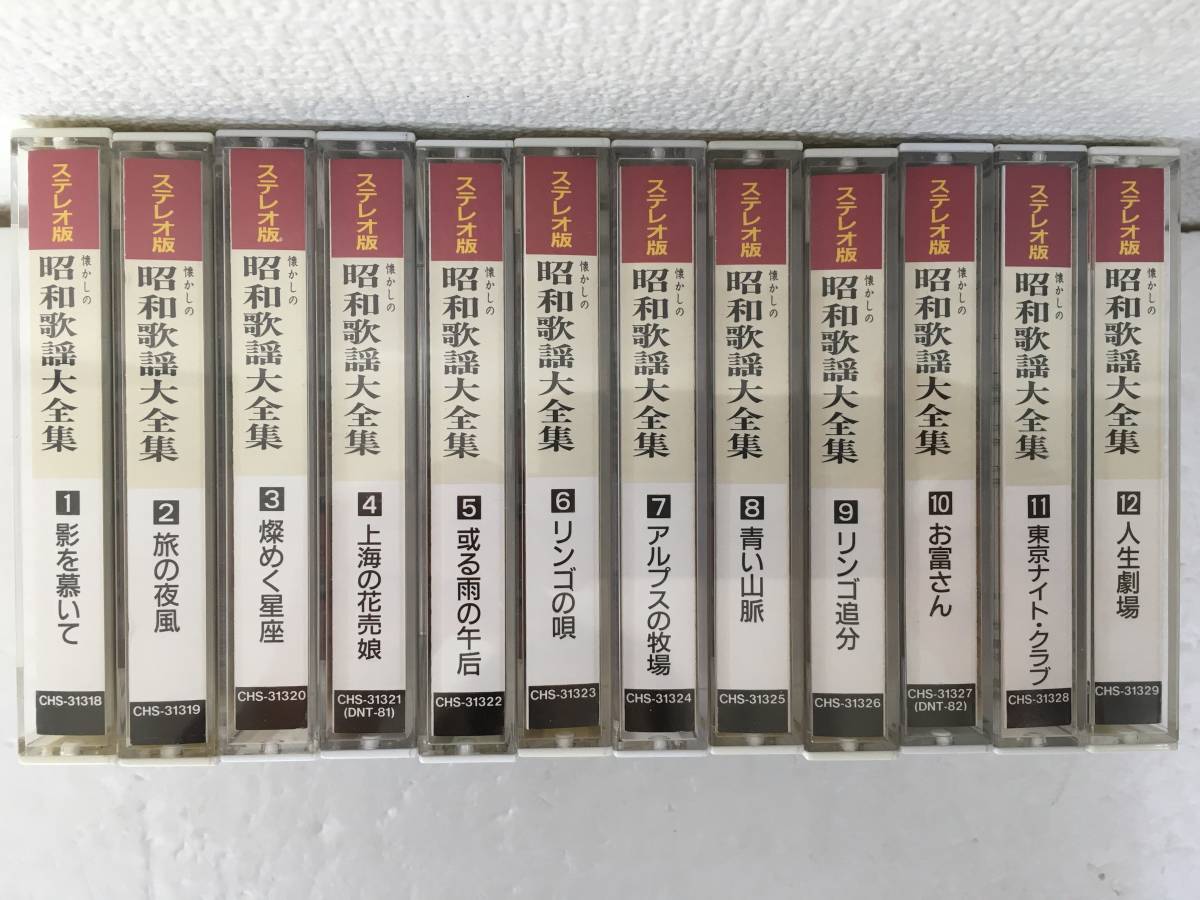 ステレオ版
懐かしの
昭和歌謡大全集
1 影を慕いて
CHS-31318
ステレオ版
懐かしの
昭和歌謡大全集
2 旅の夜風
CHS-31319
ステレオ版
懐かしの
昭和歌謡大全集
3 燦めく星座
CHS-31320
ステレオ版
懐かしの
昭和歌謡大全集
4 上海の花売娘
CHS-31321
(DNT-81)
ステレオ版
懐かしの
昭和歌謡大全集
5 或る雨の午后
CHS-31322
ステレオ版
懐かしの
昭和歌謡大全集
6 リンゴの唄
CHS-31323
ステレオ版
懐かしの
昭和歌謡大全集
7 アルプスの牧場
CHS-31324
ステレオ版
懐かしの
昭和歌謡大全集
8 青い山脈
CHS-31325
ステレオ版
懐かしの
昭和歌謡大全集
9 リンゴ追分
CHS-31326
ステレオ版
懐かしの
昭和歌謡大全集
10 お富さん
CHS-31327
(DNT-82)
ステレオ版
懐かしの
昭和歌謡大全集
11 東京ナイト・クラブ
CHS-31328
ステレオ版
懐かしの
昭和歌謡大全集
12 人生劇場
CHS-31329